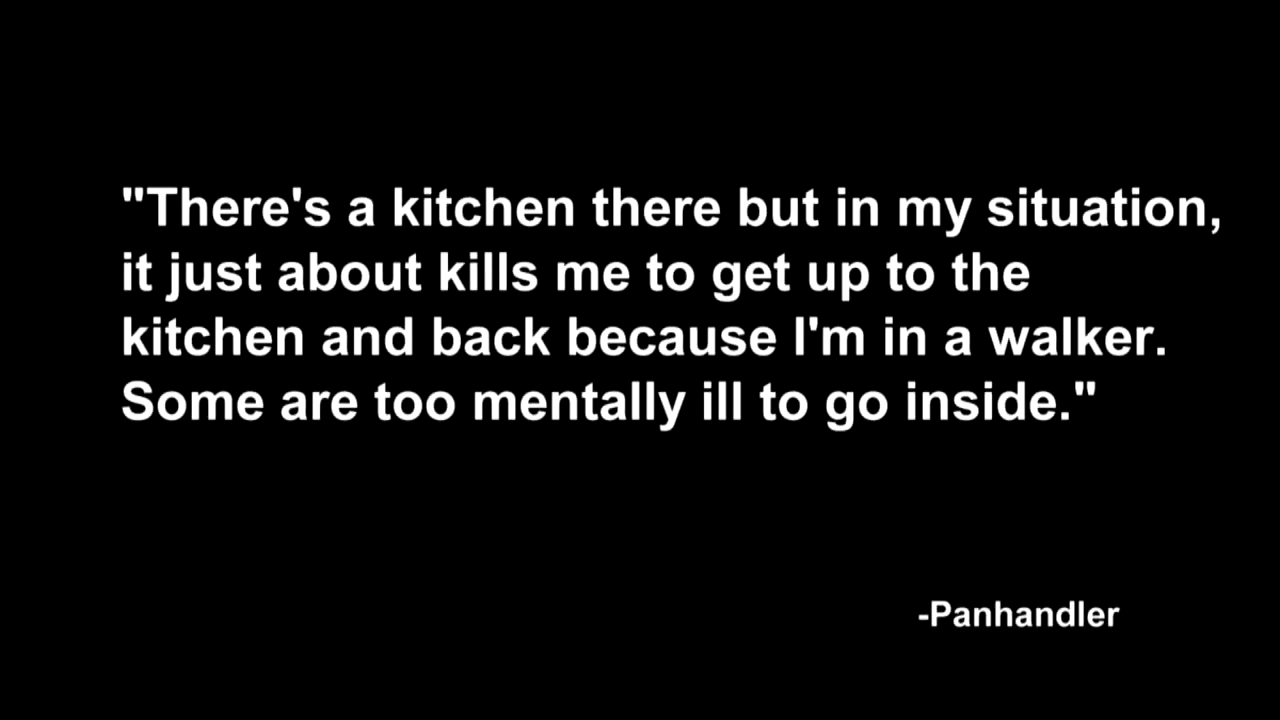 "There's a kitchen there but in my situation,
it just about kills me to get up to the
kitchen and back because I'm in a walker.
Some are too mentally ill to go inside."
-Panhandler